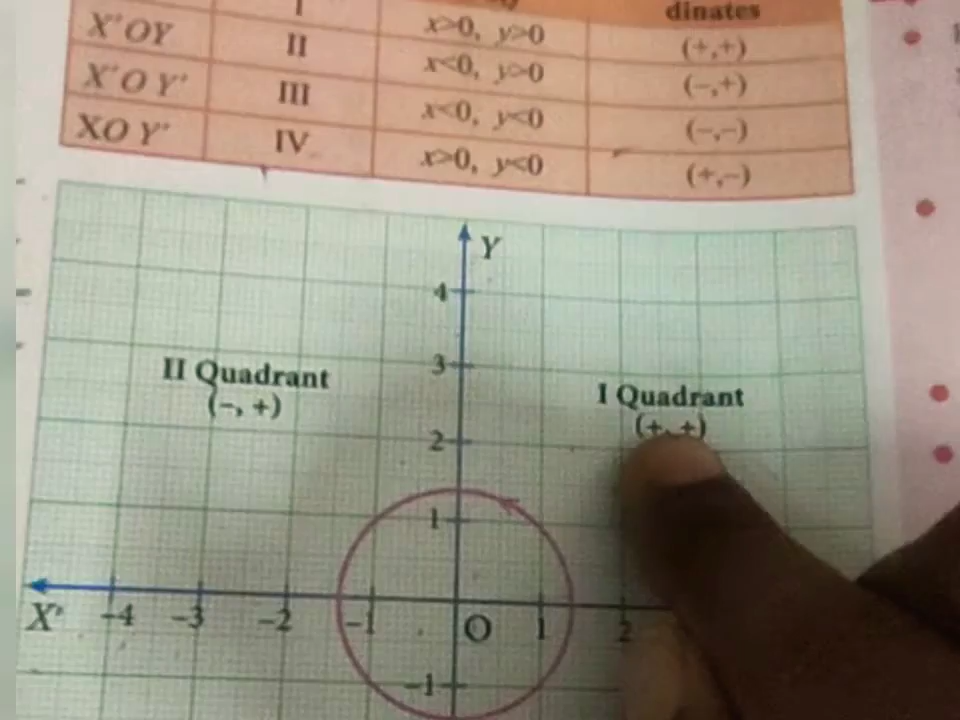 dinates
I
x>0, y>0
(+,+)
X'OY
II
x<0, y>0
(−,+)
X'OY'
III
x<0, y<0
(−,−)
XOY'
IV
x>0, y<0
(+,−)
Y
4
3
II Quadrant
(−, +)
I Quadrant
(+, +)
2
1
X' −4 −3 −2 −1 O 1 2
−1